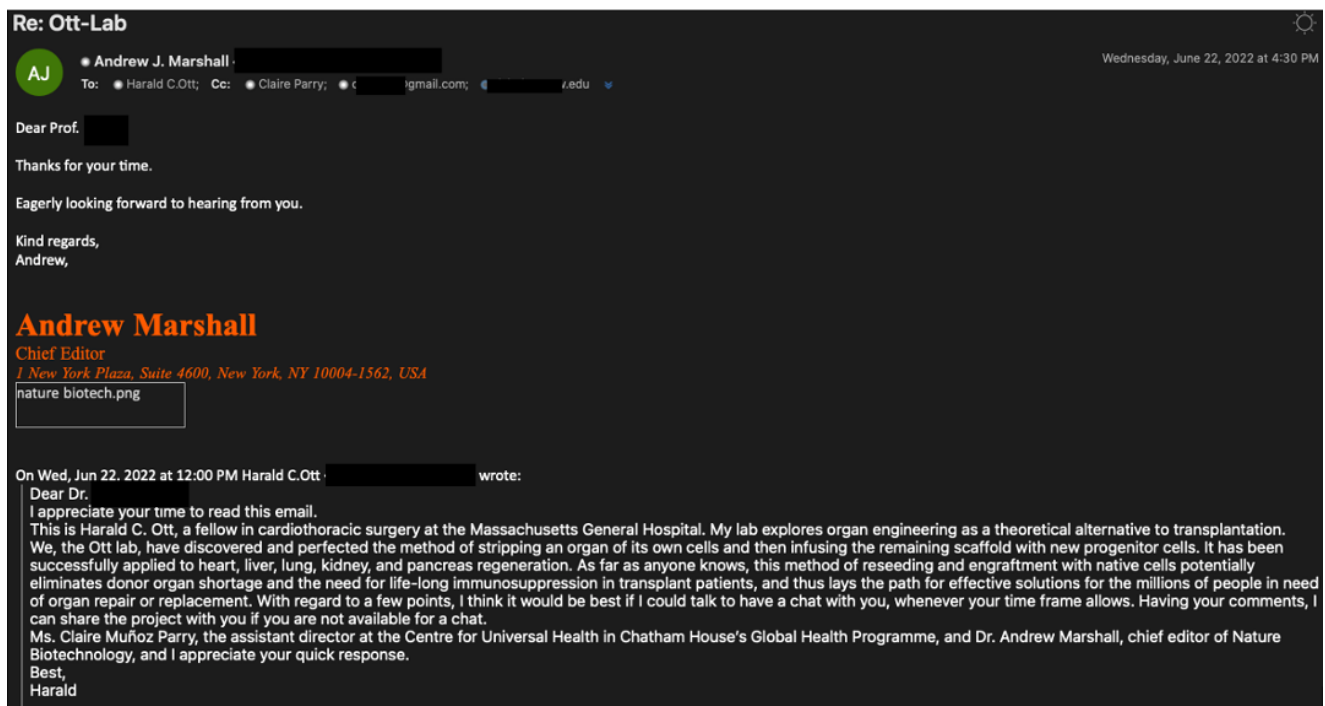 Re: Ott-Lab
AJ
Andrew J. Marshall
Wednesday, June 22, 2022 at 4:30 PM
To: Harald C.Ott; Cc: Claire Parry; gmail.com; .edu
Dear Prof.
Thanks for your time.
Eagerly looking forward to hearing from you.
Kind regards,
Andrew,
Andrew Marshall
Chief Editor
1 New York Plaza, Suite 4600, New York, NY 10004-1562, USA
nature biotech.png
On Wed, Jun 22. 2022 at 12:00 PM Harald C.Ott wrote:
Dear Dr.
I appreciate your time to read this email.
This is Harald C. Ott, a fellow in cardiothoracic surgery at the Massachusetts General Hospital. My lab explores organ engineering as a theoretical alternative to transplantation.
We, the Ott lab, have discovered and perfected the method of stripping an organ of its own cells and then infusing the remaining scaffold with new progenitor cells. It has been
successfully applied to heart, liver, lung, kidney, and pancreas regeneration. As far as anyone knows, this method of reseeding and engraftment with native cells potentially
eliminates donor organ shortage and the need for life-long immunosuppression in transplant patients, and thus lays the path for effective solutions for the millions of people in need
of organ repair or replacement. With regard to a few points, I think it would be best if I could talk to have a chat with you, whenever your time frame allows. Having your comments, I
can share the project with you if you are not available for a chat.
Ms. Claire Muñoz Parry, the assistant director at the Centre for Universal Health in Chatham House's Global Health Programme, and Dr. Andrew Marshall, chief editor of Nature
Biotechnology, and I appreciate your quick response.
Best,
Harald